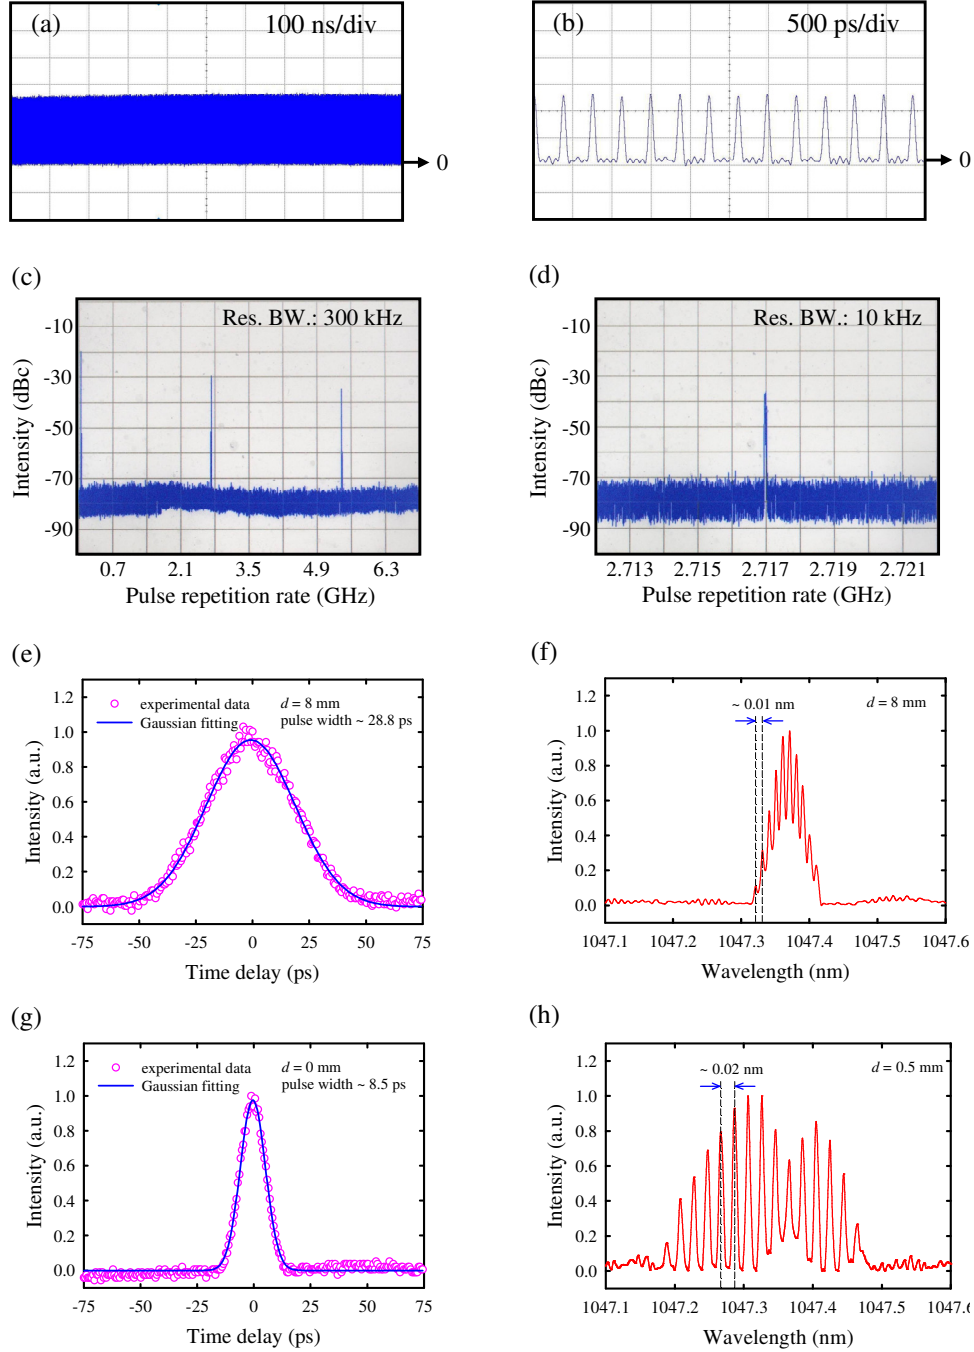 (a) 100 ns/div
0
(b) 500 ps/div
0
(c)
Res. BW.: 300 kHz
-10
-30
-50
-70
-90
Intensity (dBc)
0.7 2.1 3.5 4.9 6.3
Pulse repetition rate (GHz)
(d)
Res. BW.: 10 kHz
-10
-30
-50
-70
-90
Intensity (dBc)
2.713 2.715 2.717 2.719 2.721
Pulse repetition rate (GHz)
(e)
experimental data
Gaussian fitting
d = 8 mm
pulse width ~ 28.8 ps
1.2
1.0
0.8
0.6
0.4
0.2
0.0
Intensity (a.u.)
-75 -50 -25 0 25 50 75
Time delay (ps)
(f)
~ 0.01 nm
d = 8 mm
1.2
1.0
0.8
0.6
0.4
0.2
0.0
Intensity (a.u.)
1047.1 1047.2 1047.3 1047.4 1047.5 1047.6
Wavelength (nm)
(g)
experimental data
Gaussian fitting
d = 0 mm
pulse width ~ 8.5 ps
1.2
1.0
0.8
0.6
0.4
0.2
0.0
Intensity (a.u.)
-75 -50 -25 0 25 50 75
Time delay (ps)
(h)
~ 0.02 nm
d = 0.5 mm
1.2
1.0
0.8
0.6
0.4
0.2
0.0
Intensity (a.u.)
1047.1 1047.2 1047.3 1047.4 1047.5 1047.6
Wavelength (nm)